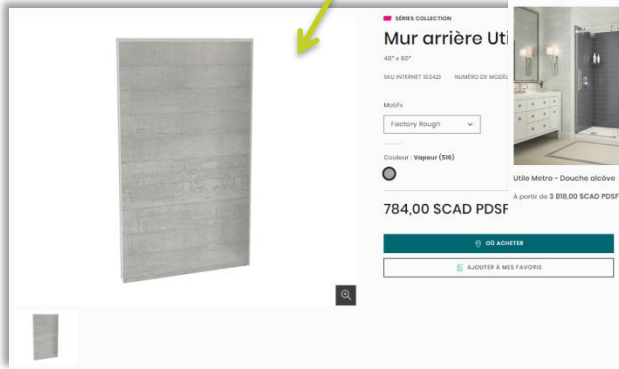 SÉRIES COLLECTION
Mur arrière Uti
48" x 80"
SKU INTERNET 103421 NUMÉRO DE MODÈL
Motifs
Factory Rough
Couleur : Vapeur (516)
784,00 $CAD PDSF
OÙ ACHETER
AJOUTER À MES FAVORIS
Utile Metro - Douche alcôve
À partir de 3 818,00 $CAD PDSF